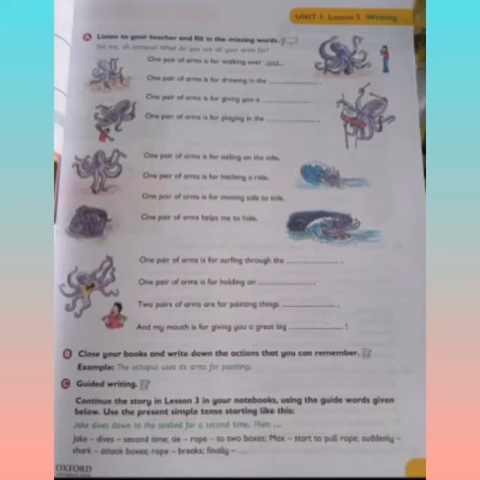 UNIT 1 Lesson 3 Writing
A Listen to your teacher and fill in the missing words.
Tell me, oh octopus! What do you use all your arms for?
One pair of arms is for walking over sand.
One pair of arms is for drawing in the ____________ .
One pair of arms is for giving you a ____________
One pair of arms is for playing in the ____________ .
One pair of arms is for sailing on the tide.
One pair of arms is for hitching a ride.
One pair of arms is for moving side to side.
One pair of arms helps me to hide.
One pair of arms is for surfing through the ____________ .
One pair of arms is for holding on ____________ .
Two pairs of arms are for painting things ____________ .
And my mouth is for giving you a great big ____________ !
B Close your books and write down the actions that you can remember.
Example: The octopus uses its arms for painting.
C Guided writing.
Continue the story in Lesson 3 in your notebooks, using the guide words given
below. Use the present simple tense starting like this:
Jake dives down to the seabed for a second time. Then ...
Jake – dives – second time; tie – rope – to two boxes; Max – start to pull rope; suddenly –
shark – attack boxes; rope – breaks; finally – ...
OXFORD